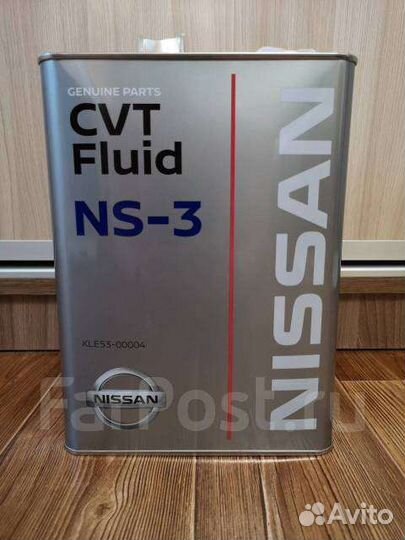 GENUINE PARTS
CVT
Fluid
NS-3
KLE53-00004
NISSAN
NISSAN
FarPost.ru
Avito